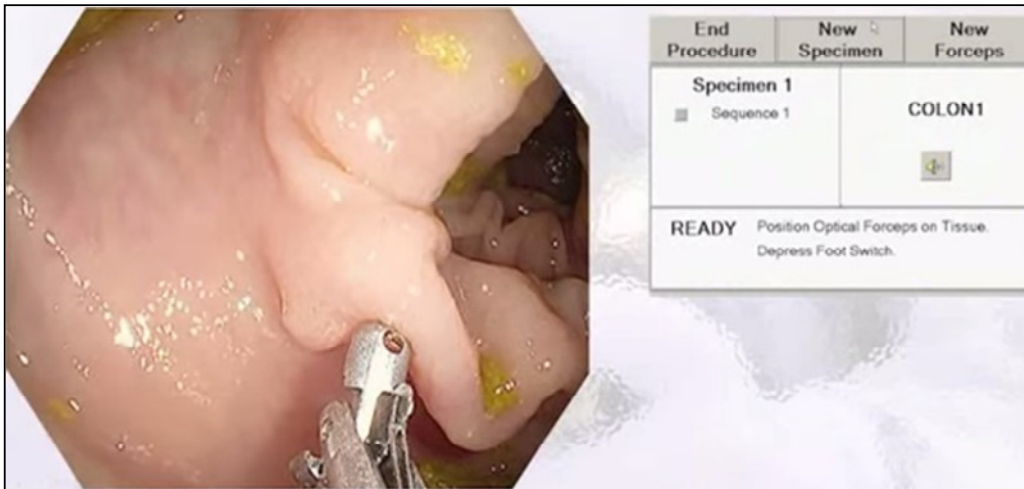 End Procedure
New Specimen
New Forceps
Specimen 1
Sequence 1
COLON1
READY
Position Optical Forceps on Tissue.
Depress Foot Switch.